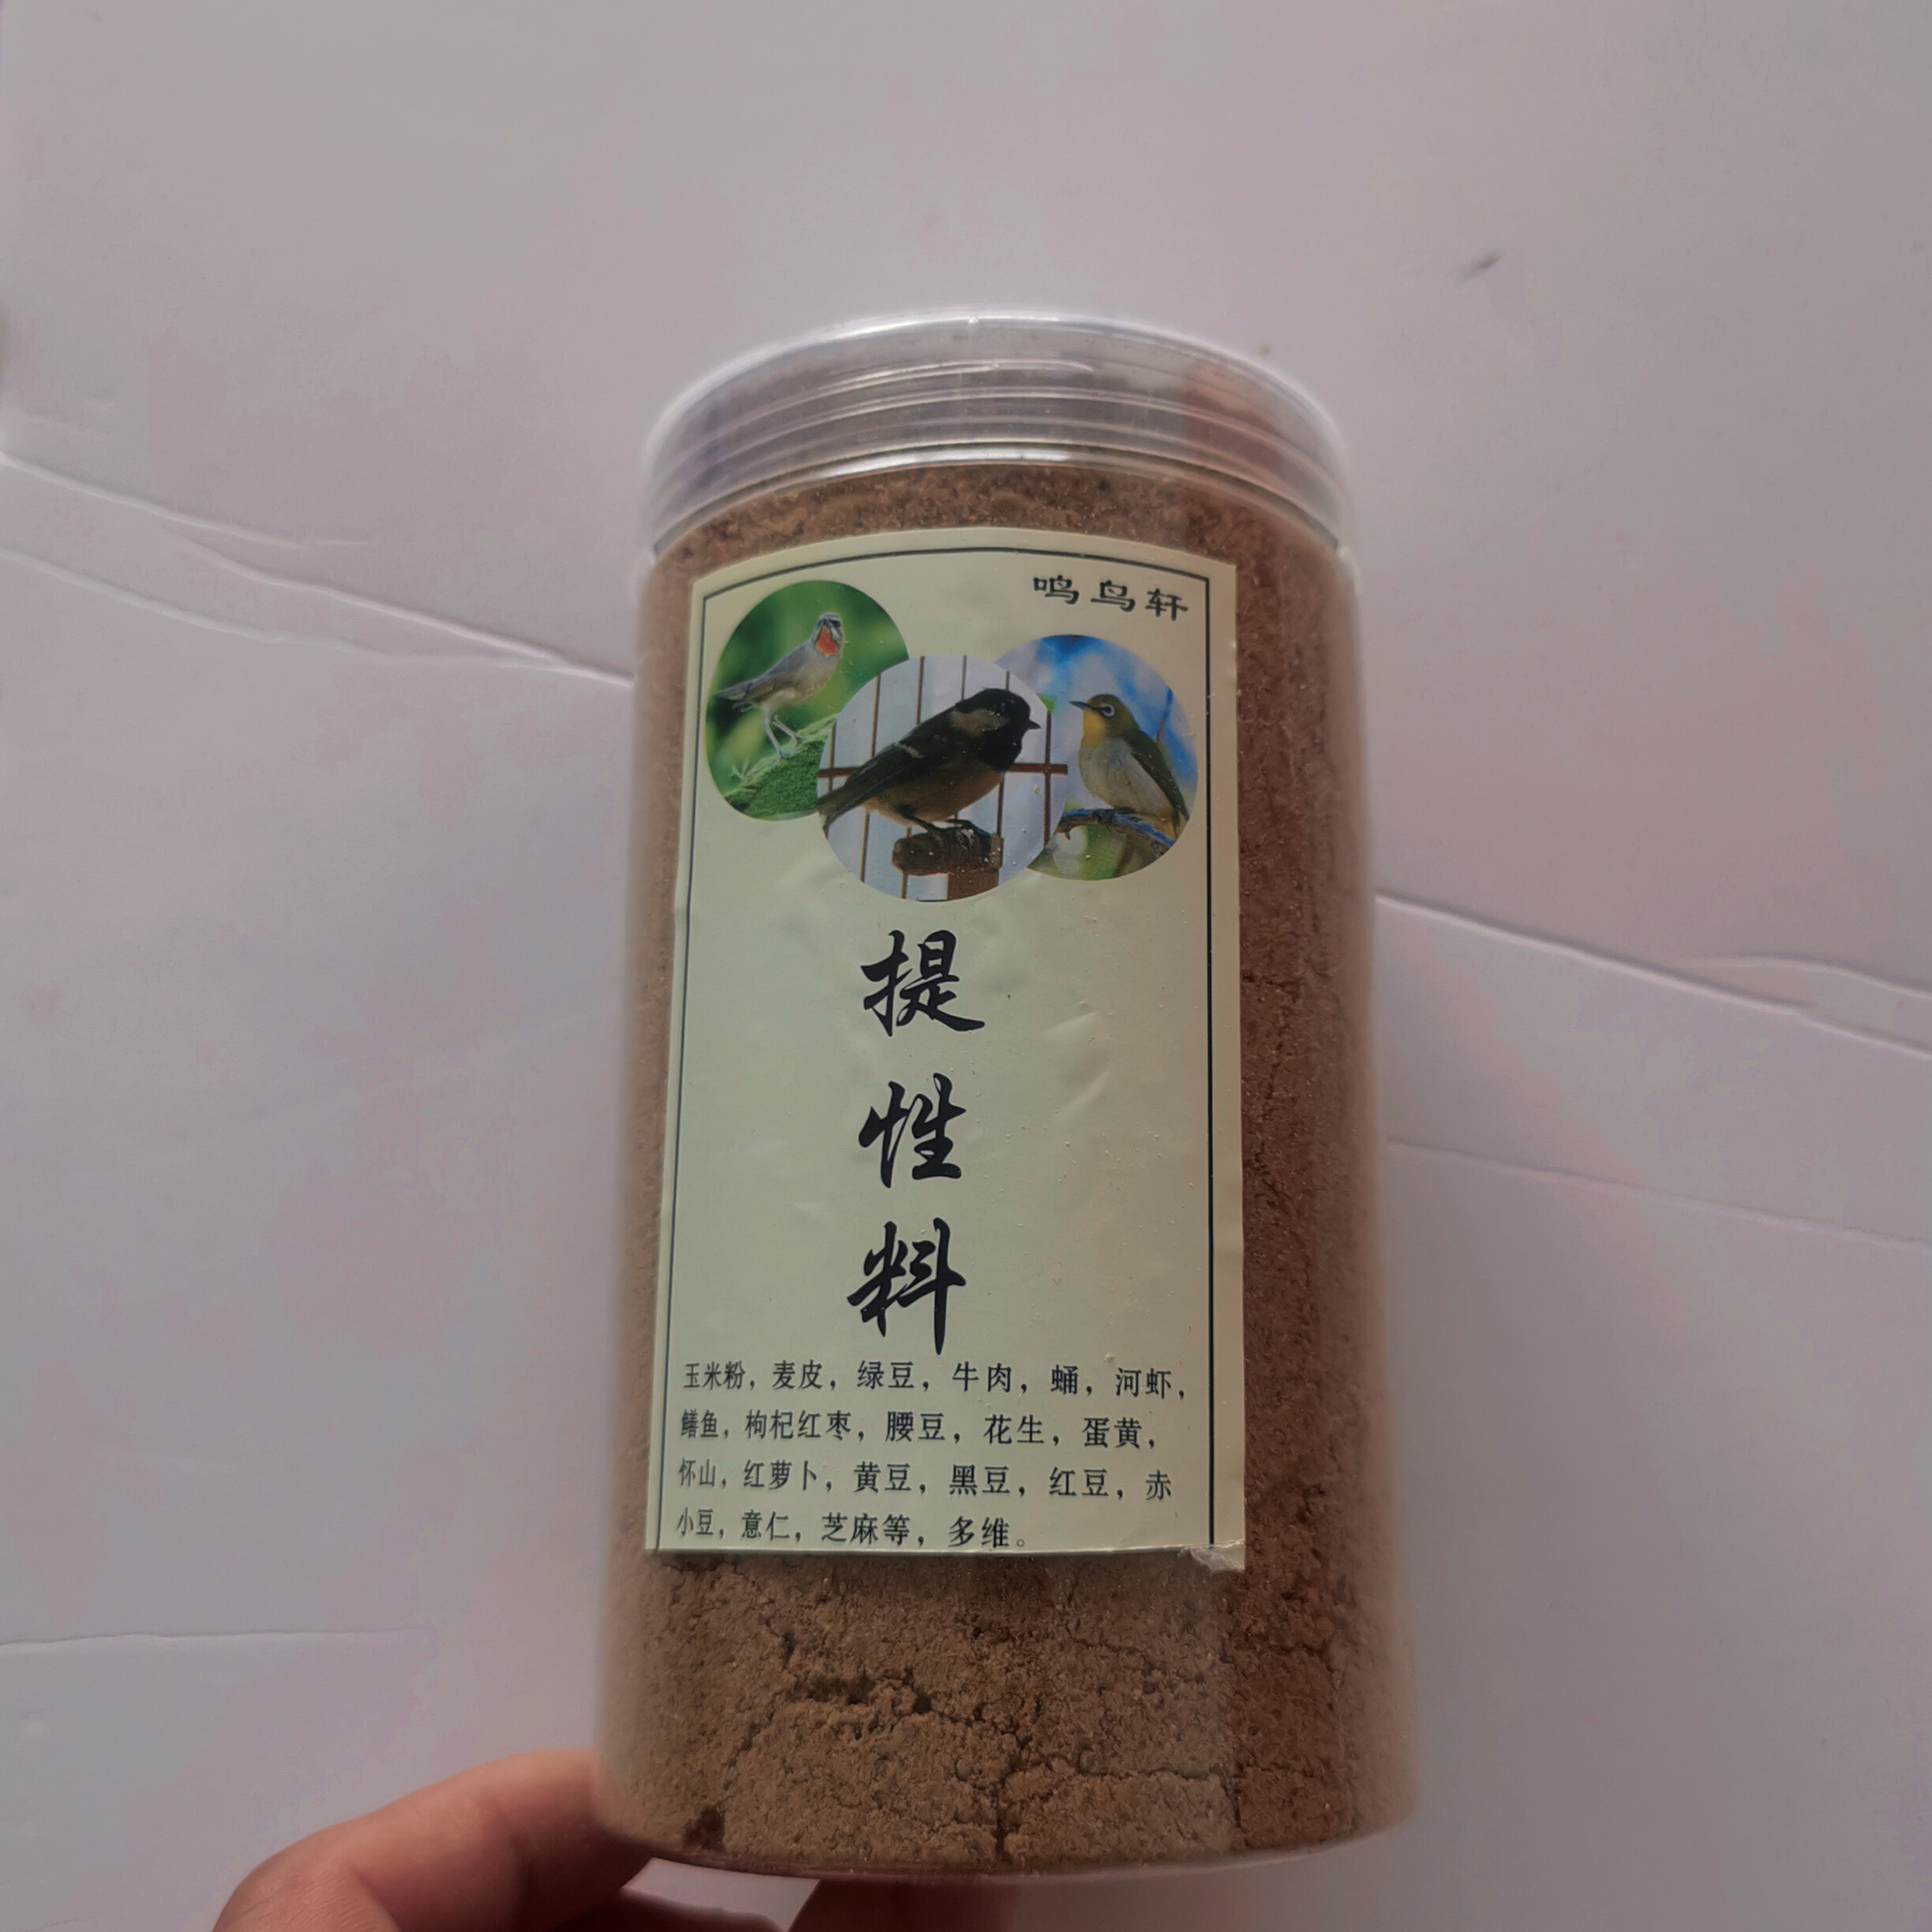 鸣鸟轩
提
性
料
玉米粉，麦皮，绿豆，牛肉，蛹，河虾，
鳝鱼，枸杞红枣，腰豆，花生，蛋黄，
怀山，红萝卜，黄豆，黑豆，红豆，赤
小豆，意仁，芝麻等，多维。